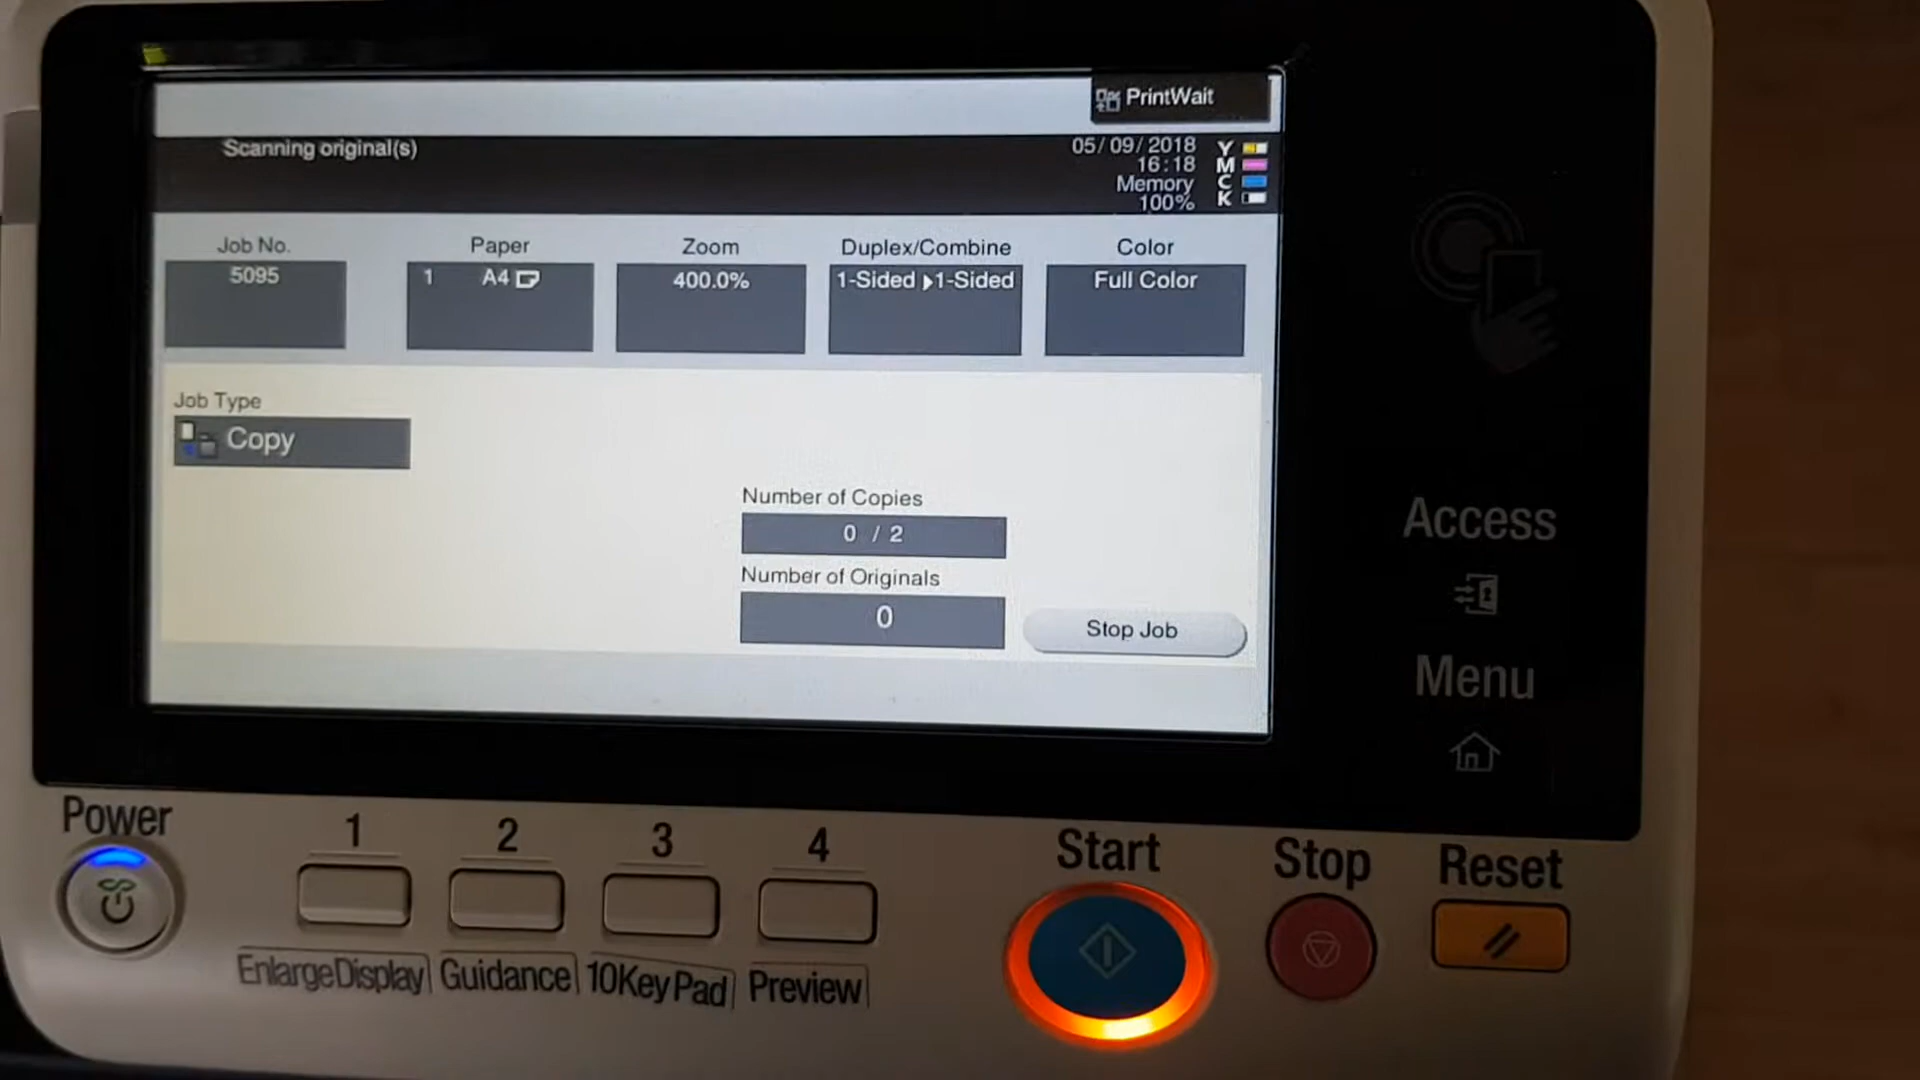 PrintWait
Scanning original(s)
05/09/2018
16:18
Memory
100%
Y
M
C
K
Job No.
5095
Paper
1 A4
Zoom
400.0%
Duplex/Combine
1-Sided ▶1-Sided
Color
Full Color
Job Type
Copy
Number of Copies
0 / 2
Number of Originals
0
Stop Job
Access
Menu
Power
1
2
3
4
Start
Stop
Reset
EnlargeDisplay
Guidance
10KeyPad
Preview